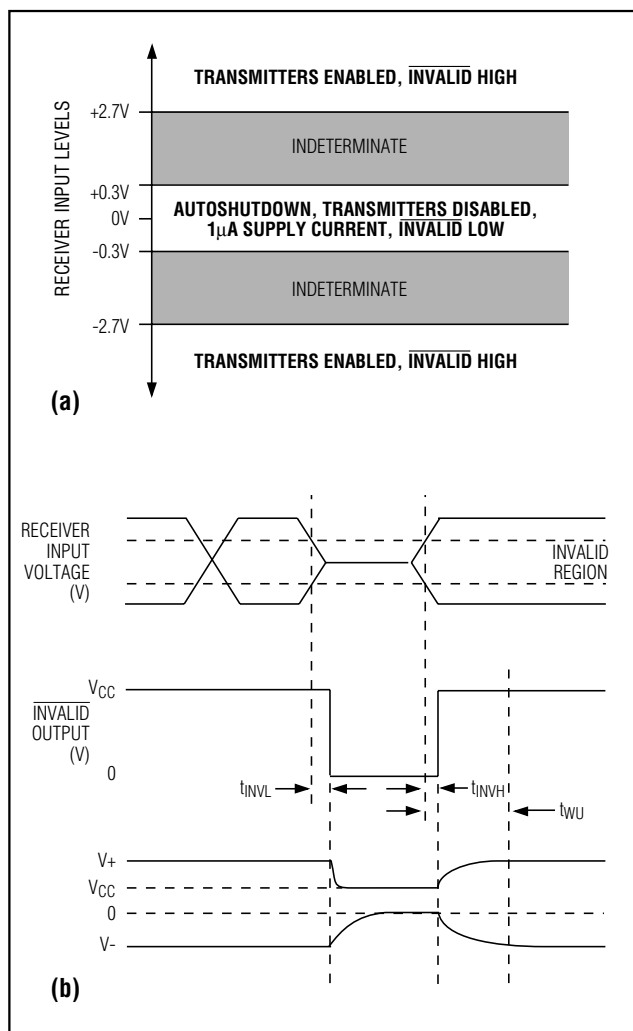 TRANSMITTERS ENABLED, INVALID HIGH
RECEIVER INPUT LEVELS
+2.7V
INDETERMINATE
+0.3V
AUTOSHUTDOWN, TRANSMITTERS DISABLED,
0V
1μA SUPPLY CURRENT, INVALID LOW
-0.3V
INDETERMINATE
-2.7V
TRANSMITTERS ENABLED, INVALID HIGH
(a)
RECEIVER
INPUT
VOLTAGE
(V)
INVALID
REGION
VCC
INVALID
OUTPUT
(V)
0
tINVL
tINVH
tWU
V+
VCC
0
V-
(b)